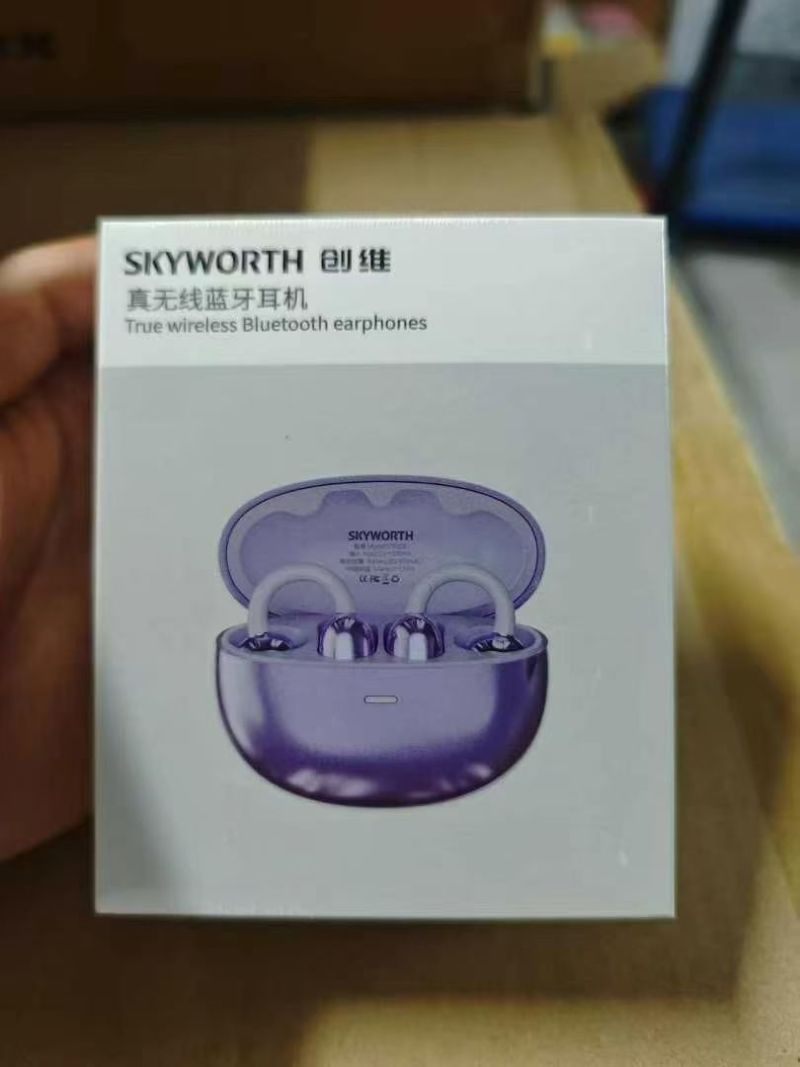 SKYWORTH 创维
真无线蓝牙耳机
True wireless Bluetooth earphones
SKYWORTH